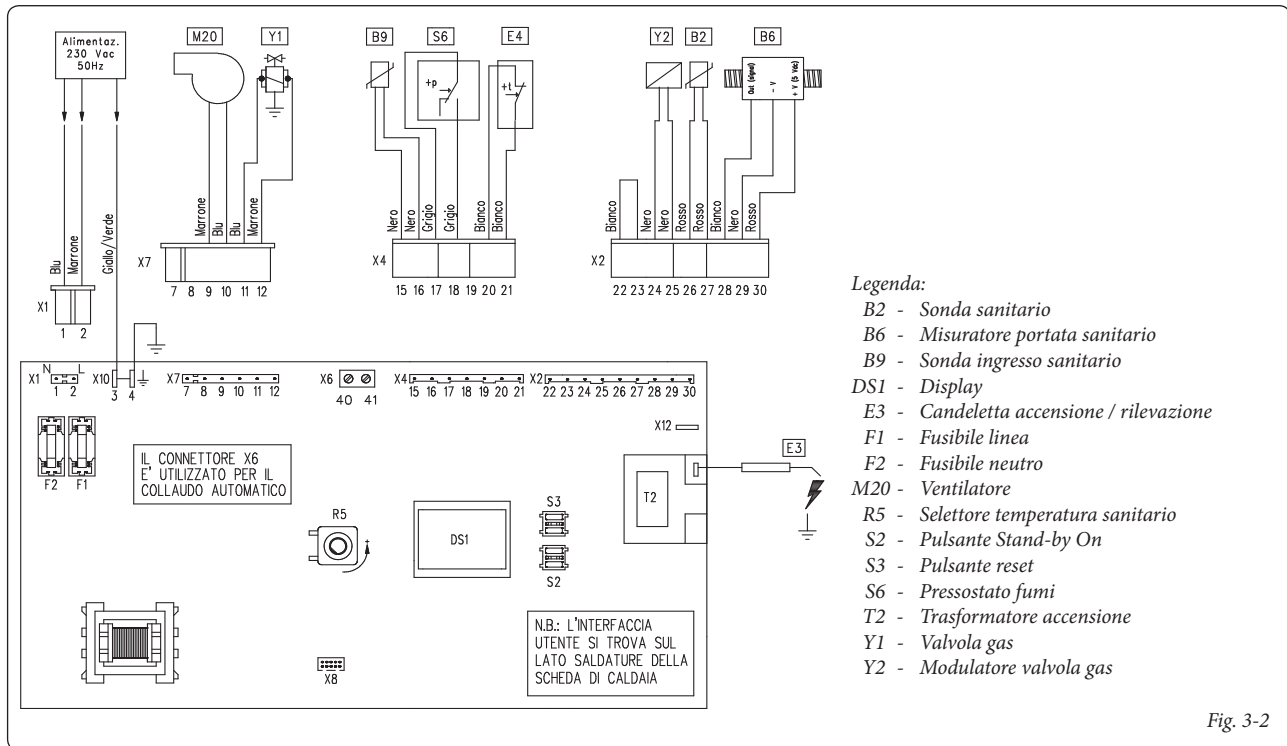 Alimentaz.
230 Vac
50Hz
M20
Y1
B9
S6
E4
Y2
B2
B6
+p
+t
Out (signal)
- V
+ V (5 Vdc)
Blu
Marrone
Giallo/Verde
Marrone
Blu
Blu
Marrone
Nero
Nero
Grigio
Grigio
Bianco
Bianco
Bianco
Nero
Nero
Rosso
Rosso
Bianco
Nero
Rosso
X1
1 2
X7
7 8 9 10 11 12
X4
15 16 17 18 19 20 21
X2
22 23 24 25 26 27 28 29 30
X1 N L
1 2
X10
3 4
X7
7 8 9 10 11 12
X6
40 41
X4
15 16 17 18 19 20 21
X2
22 23 24 25 26 27 28 29 30
X12
F2 F1
IL CONNETTORE X6
E' UTILIZZATO PER IL
COLLAUDO AUTOMATICO
R5
+
DS1
S3
S2
T2
E3
X8
N.B.: L'INTERFACCIA
UTENTE SI TROVA SUL
LATO SALDATURE DELLA
SCHEDA DI CALDAIA
Legenda:
B2 - Sonda sanitario
B6 - Misuratore portata sanitario
B9 - Sonda ingresso sanitario
DS1 - Display
E3 - Candeletta accensione / rilevazione
F1 - Fusibile linea
F2 - Fusibile neutro
M20 - Ventilatore
R5 - Selettore temperatura sanitario
S2 - Pulsante Stand-by On
S3 - Pulsante reset
S6 - Pressostato fumi
T2 - Trasformatore accensione
Y1 - Valvola gas
Y2 - Modulatore valvola gas
Fig. 3-2